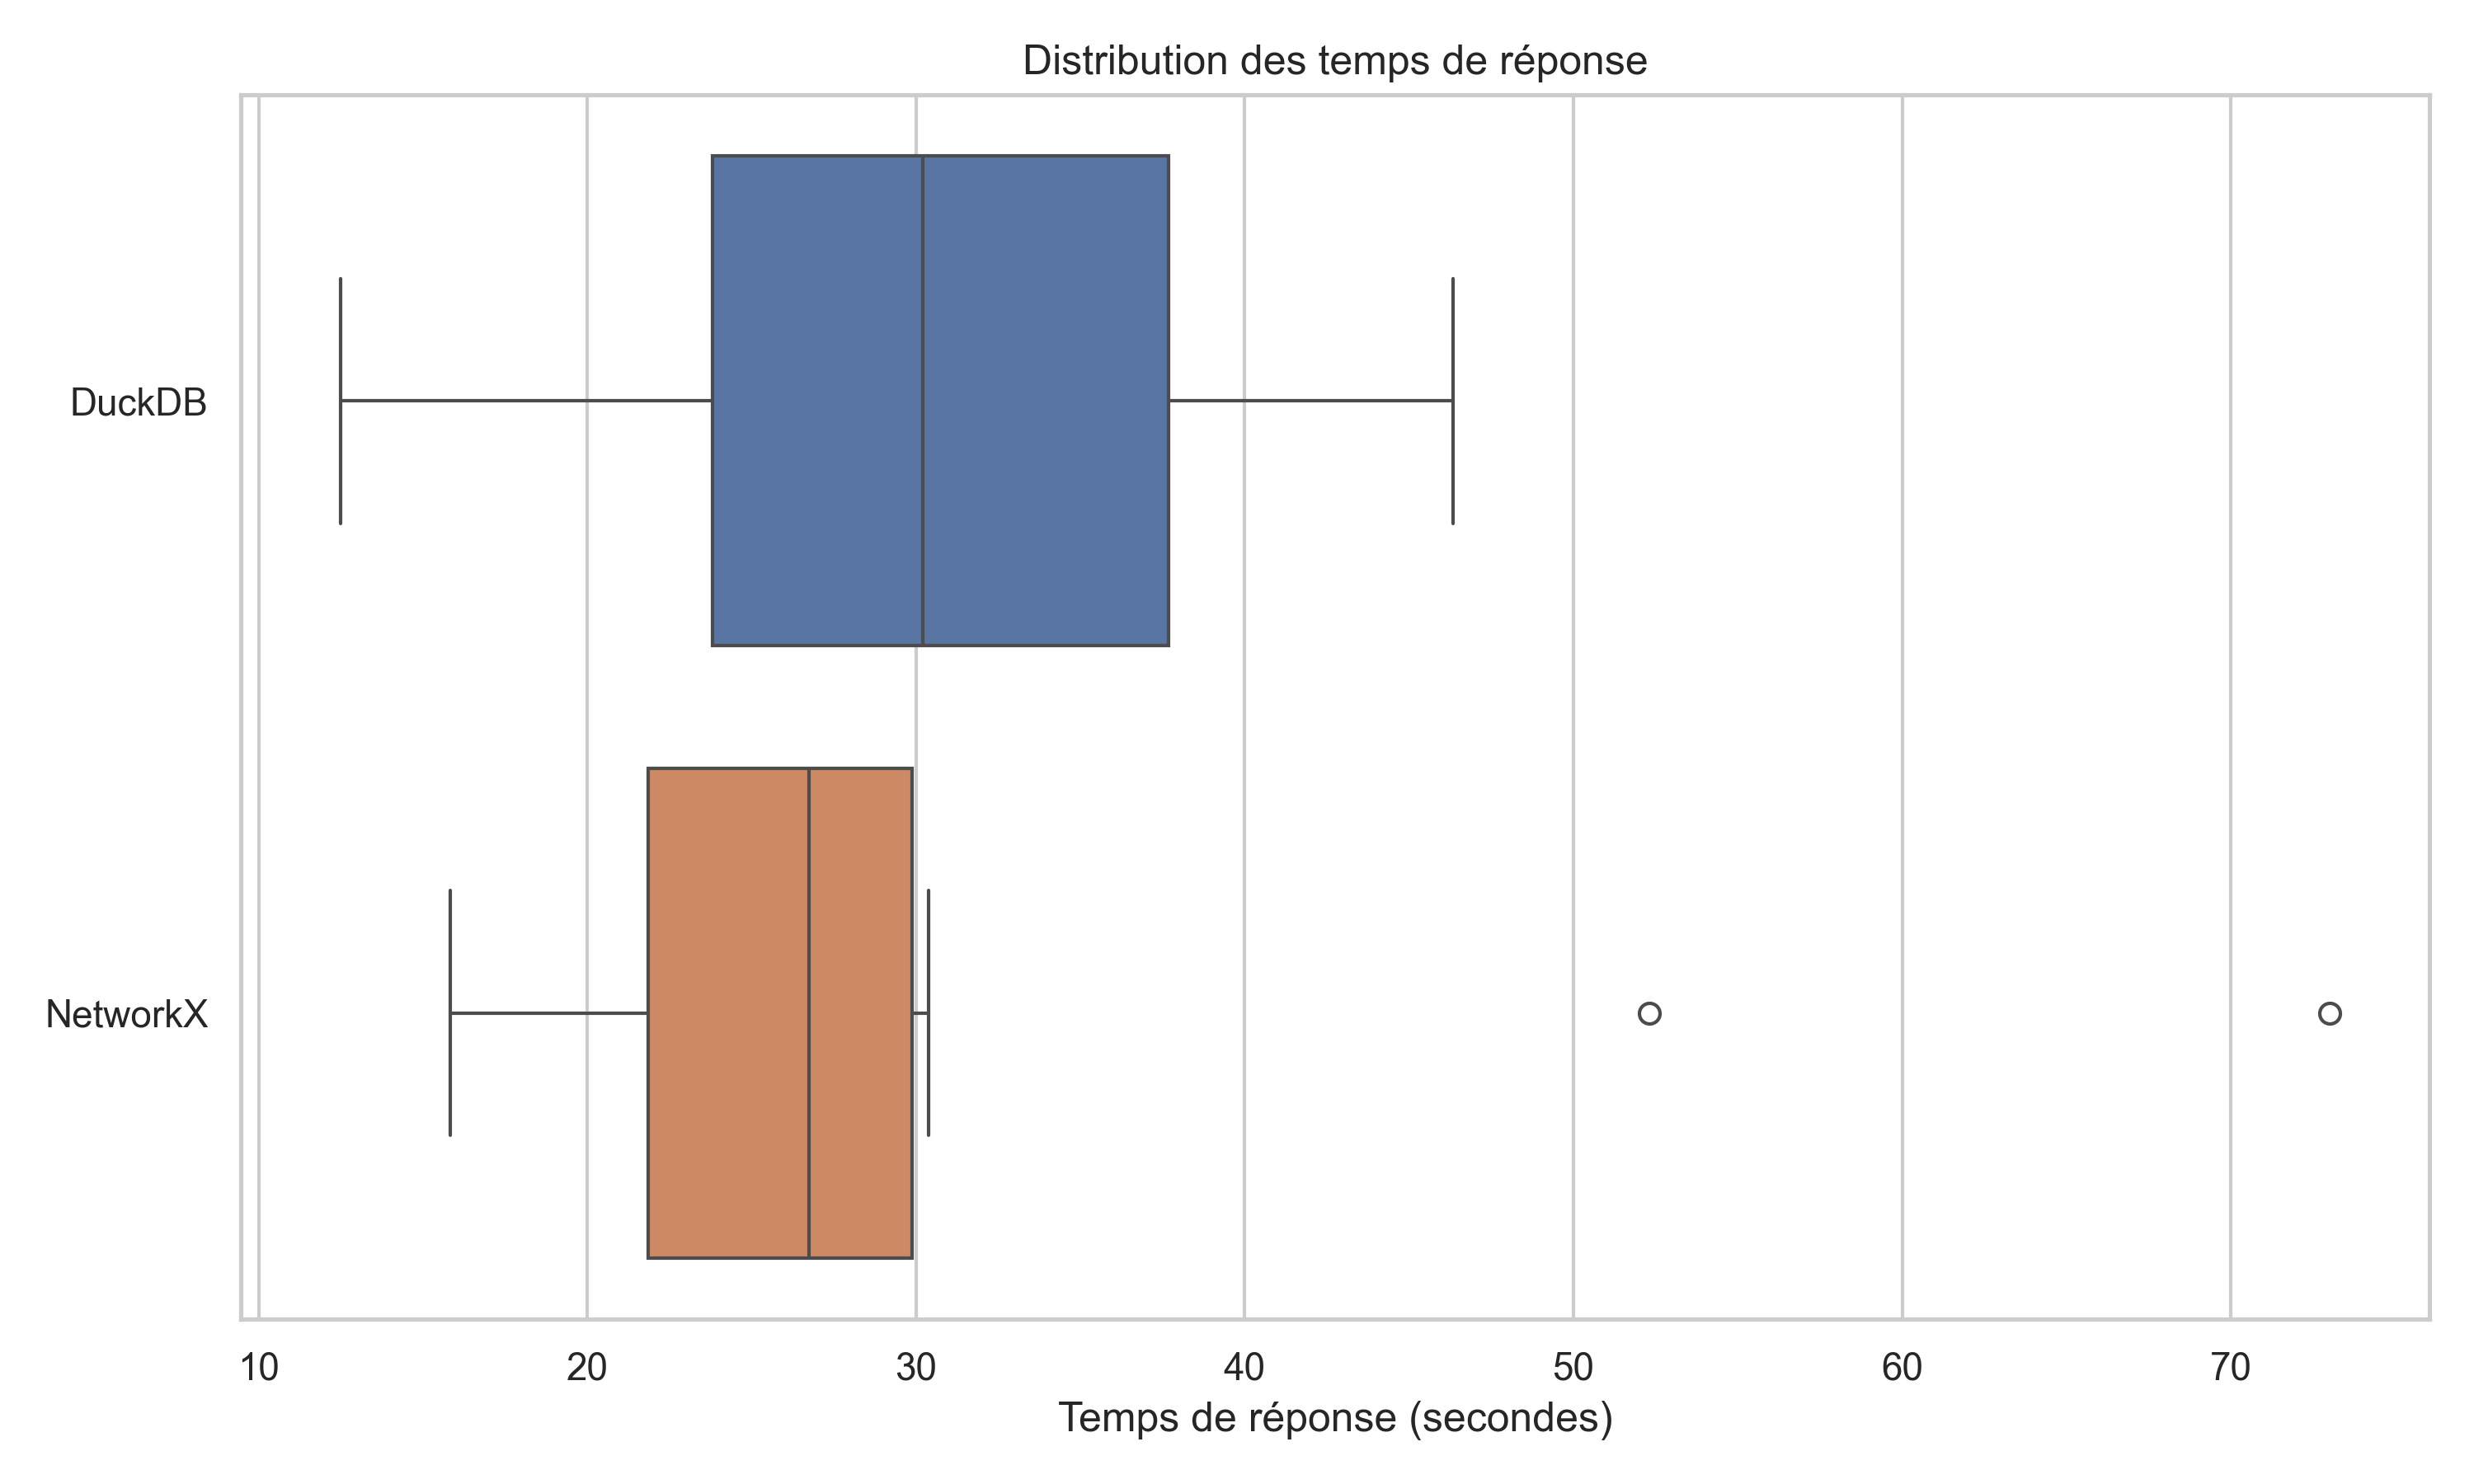 Distribution des temps de réponse
DuckDB
NetworkX
10 20 30 40 50 60 70
Temps de réponse (secondes)